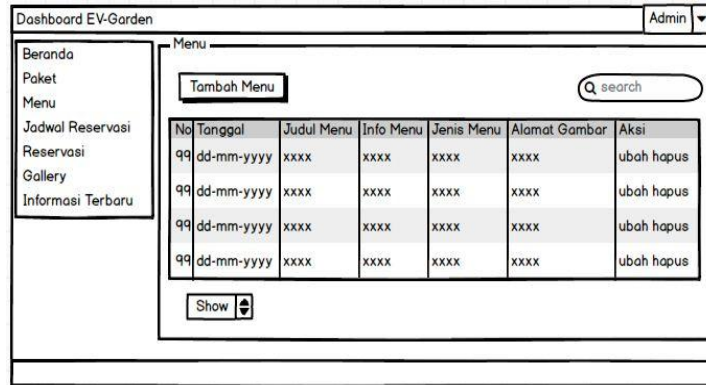 Dashboard EV-Garden
Admin
Beranda
Paket
Menu
Jadwal Reservasi
Reservasi
Gallery
Informasi Terbaru
Menu
Tambah Menu
search
No Tanggal Judul Menu Info Menu Jenis Menu Alamat Gambar Aksi
99 dd-mm-yyyy xxxx xxxx xxxx xxxx ubah hapus
99 dd-mm-yyyy xxxx xxxx xxxx xxxx ubah hapus
99 dd-mm-yyyy xxxx xxxx xxxx xxxx ubah hapus
99 dd-mm-yyyy xxxx xxxx xxxx xxxx ubah hapus
Show